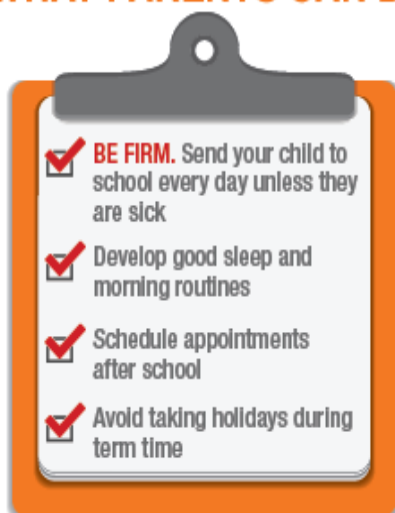 BE FIRM. Send your child to
school every day unless they
are sick
Develop good sleep and
morning routines
Schedule appointments
after school
Avoid taking holidays during
term time